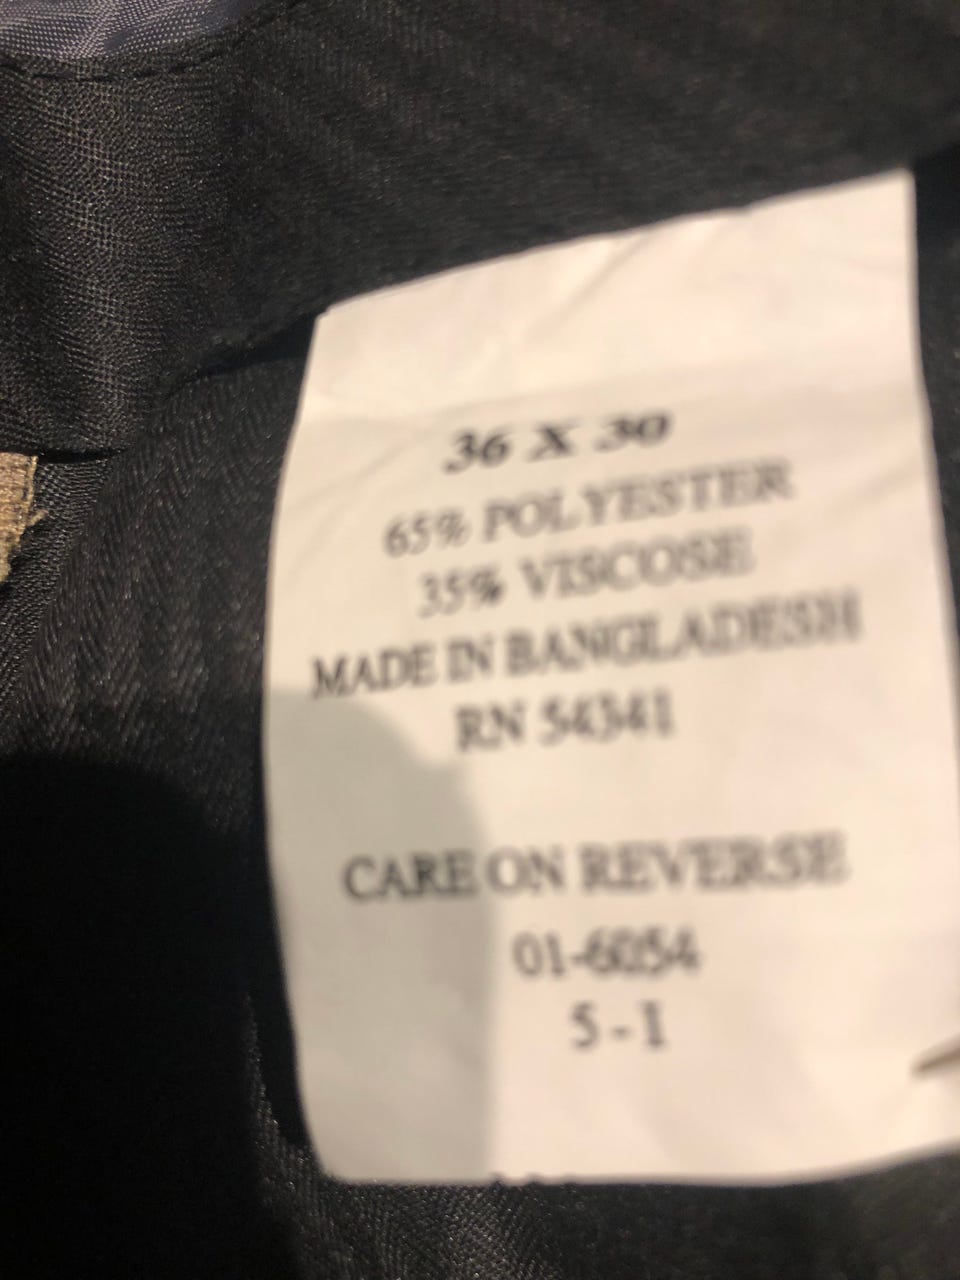 36 X 30
65% POLYESTER
35% VISCOSE
MADE IN BANGLADESH
RN 54341
CARE ON REVERSE
01-6054
5 - 1